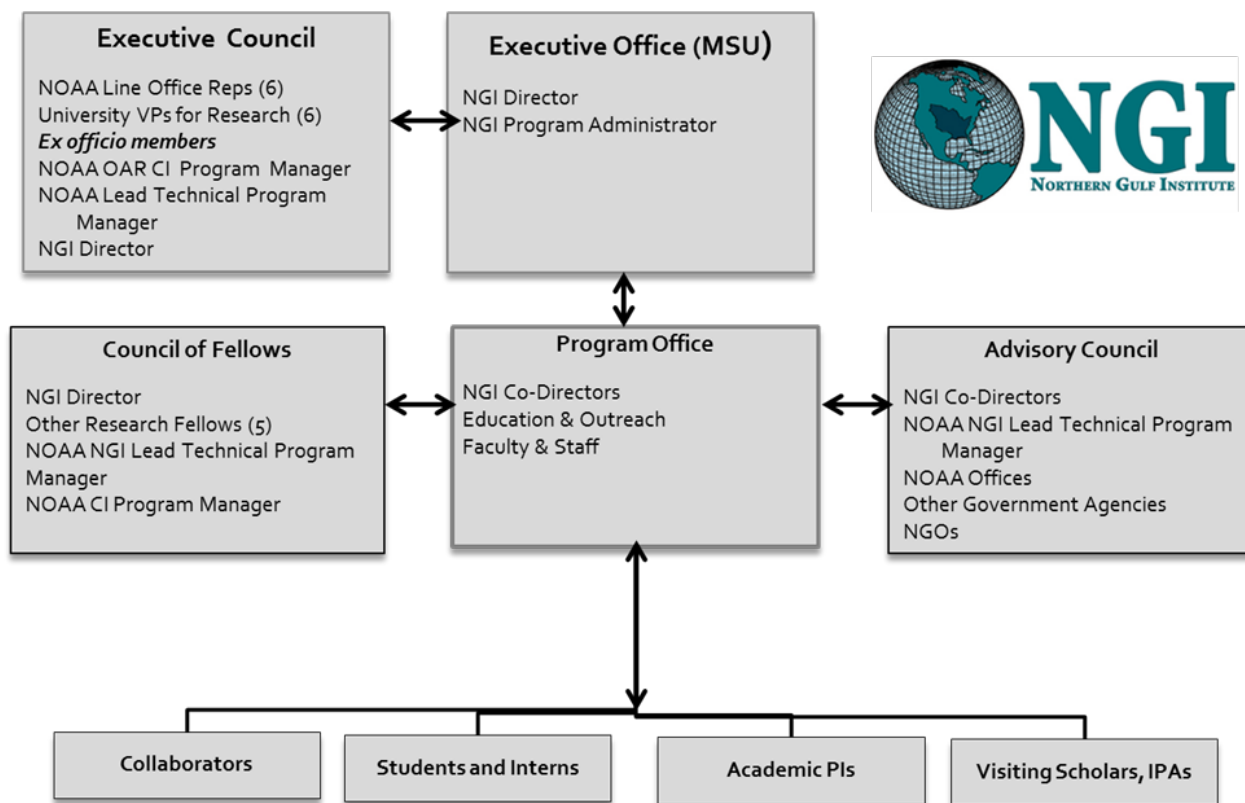 Executive Council
NOAA Line Office Reps (6)
University VPs for Research (6)
Ex officio members
NOAA OAR CI Program Manager
NOAA Lead Technical Program
Manager
NGI Director
Executive Office (MSU)
NGI Director
NGI Program Administrator
NGI
NORTHERN GULF INSTITUTE
Council of Fellows
NGI Director
Other Research Fellows (5)
NOAA NGI Lead Technical Program
Manager
NOAA CI Program Manager
Program Office
NGI Co-Directors
Education & Outreach
Faculty & Staff
Advisory Council
NGI Co-Directors
NOAA NGI Lead Technical Program
Manager
NOAA Offices
Other Government Agencies
NGOs
Collaborators
Students and Interns
Academic PIs
Visiting Scholars, IPAs